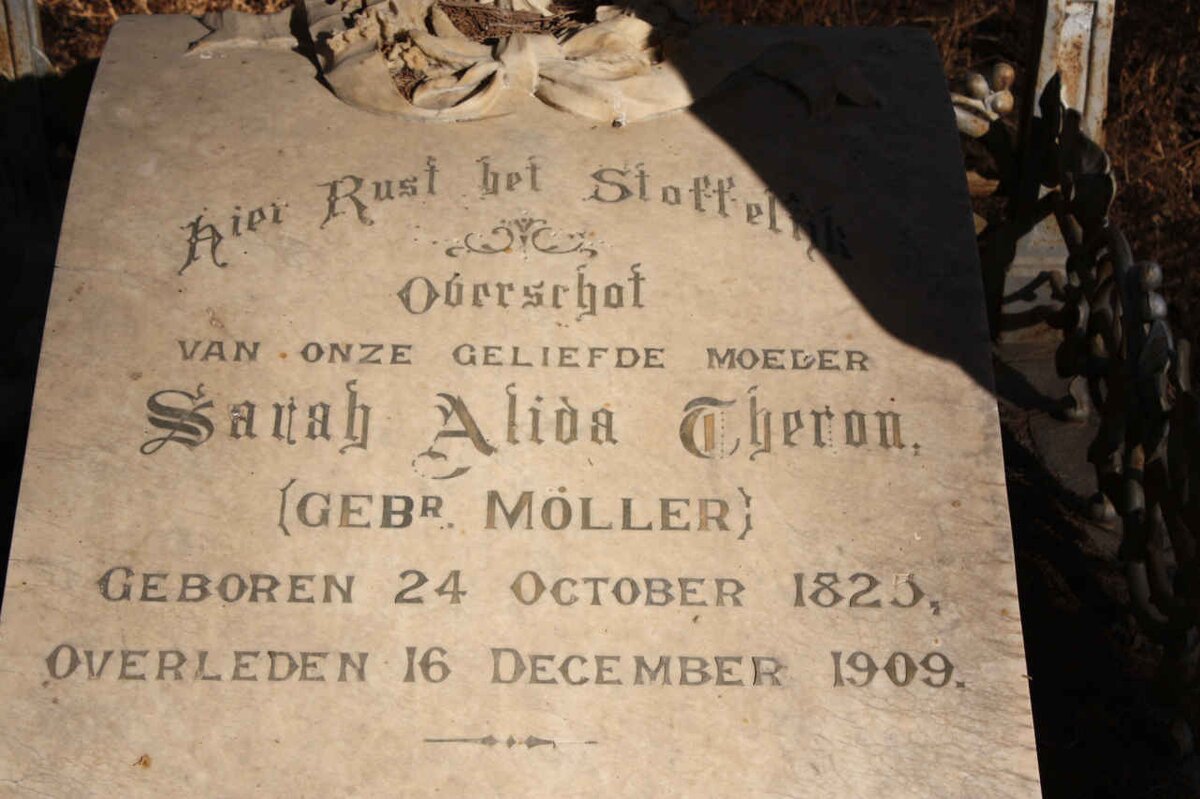 Hier Rust het Stoffelijk
Overschot
VAN ONZE GELIEFDE MOEDER
Sarah Alida Theron.
{GEBR. MÖLLER}
GEBOREN 24 OCTOBER 1825,
OVERLEDEN 16 DECEMBER 1909.